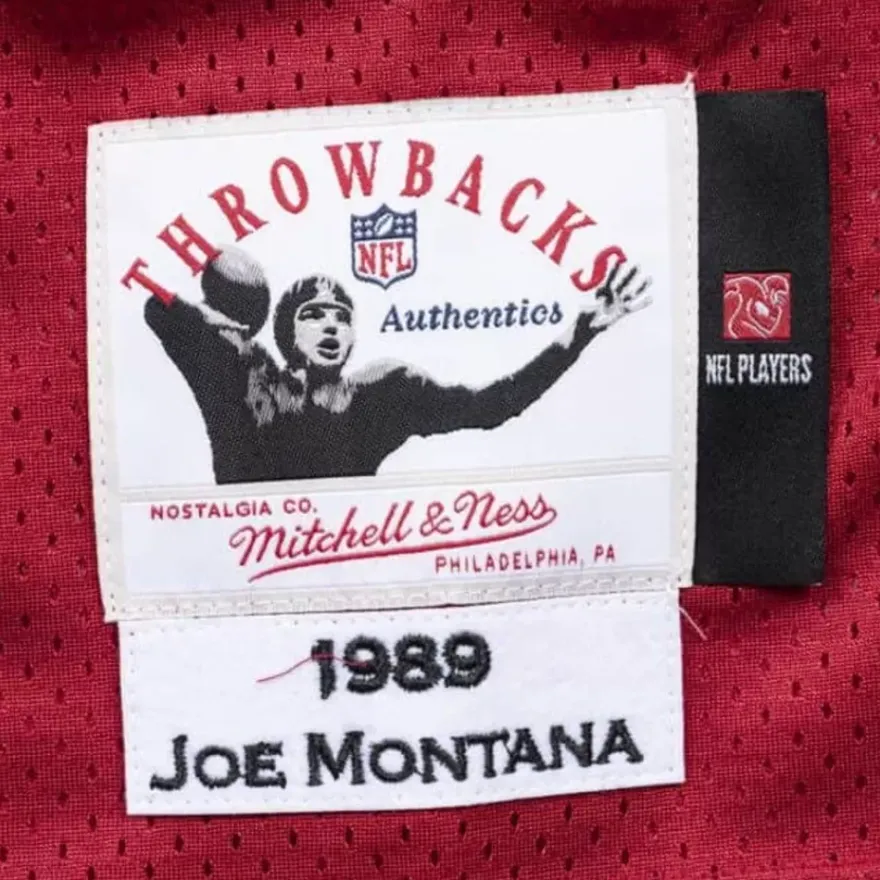 THROWBACKS
NFL
Authentics
NFL PLAYERS
NOSTALGIA CO.
Mitchell & Ness
PHILADELPHIA, PA
1989
JOE MONTANA